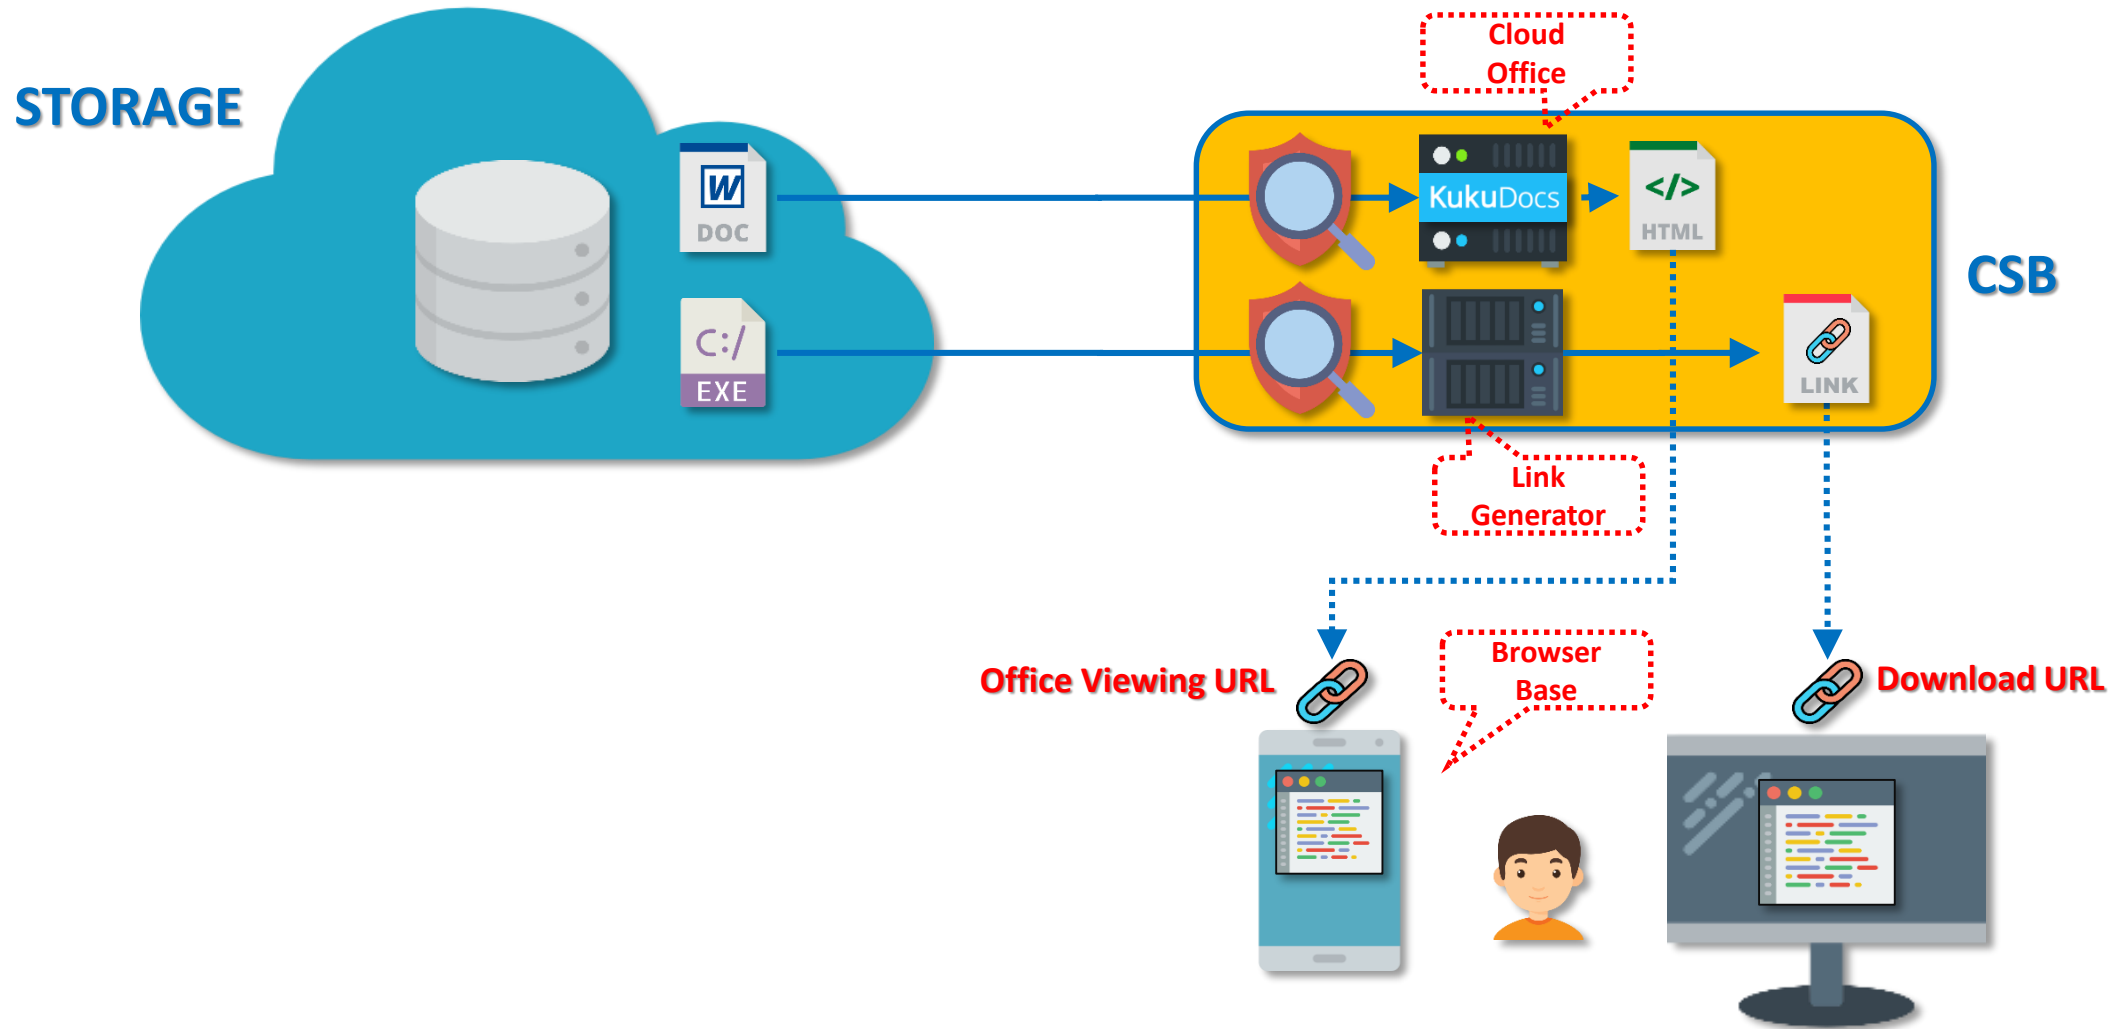 Cloud
Office
STORAGE
W
DOC
KukuDocs
</>
HTML
CSB
C:/
EXE
LINK
Link
Generator
Browser
Base
Office Viewing URL
Download URL